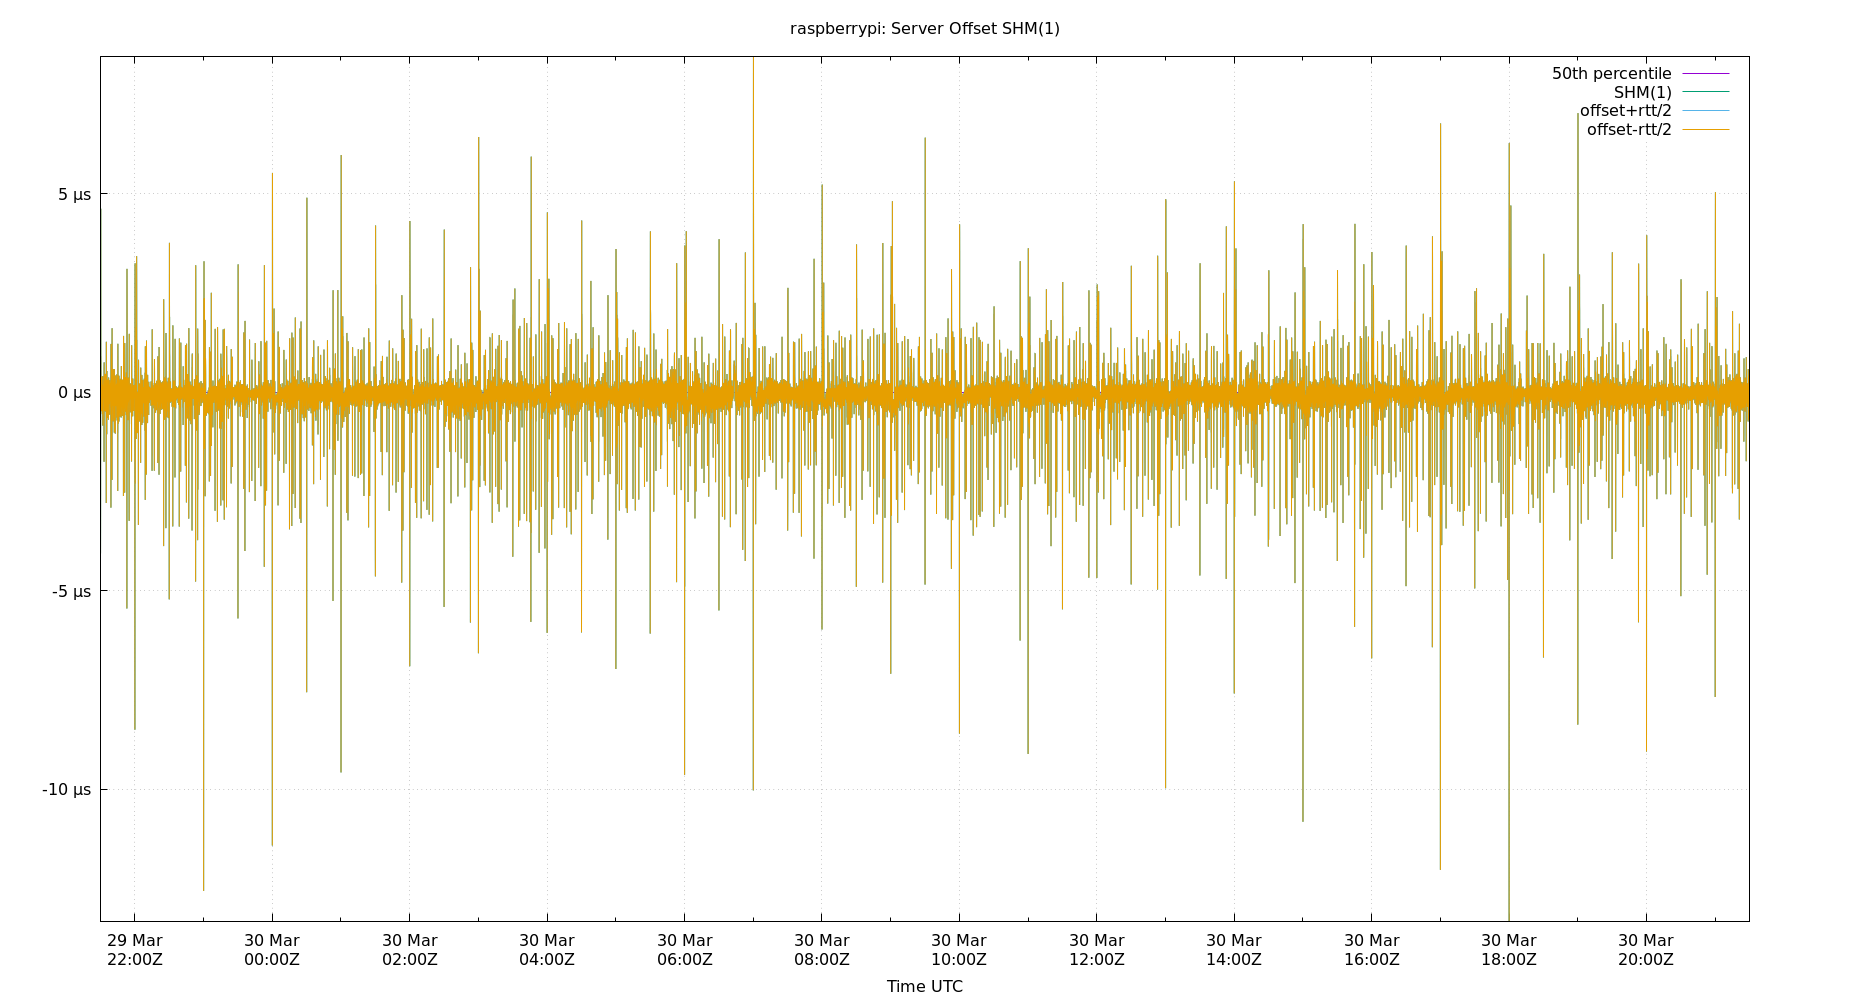 raspberrypi: Server Offset SHM(1)
50th percentile
SHM(1)
offset+rtt/2
offset-rtt/2
5 µs
0 µs
-5 µs
-10 µs
29 Mar 30 Mar 30 Mar 30 Mar 30 Mar 30 Mar 30 Mar 30 Mar 30 Mar 30 Mar 30 Mar 30 Mar
22:00Z 00:00Z 02:00Z 04:00Z 06:00Z 08:00Z 10:00Z 12:00Z 14:00Z 16:00Z 18:00Z 20:00Z
Time UTC